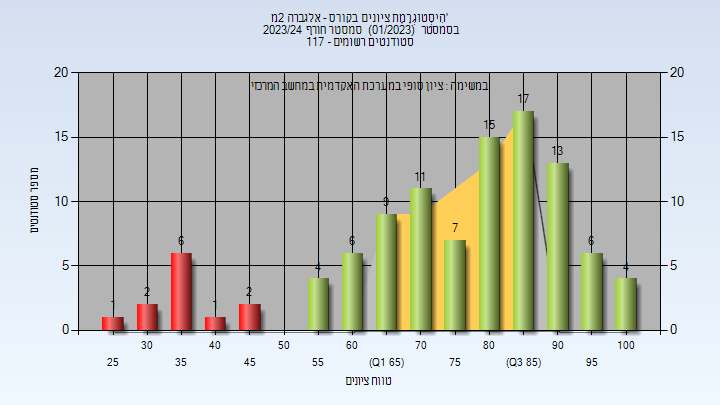 היסטוגרמת ציונים בקורס - אלגברה 2מ'
בסמסטר (01/2023) סמסטר חורף 2023/24
סטודנטים רשומים - 117
במשימה : ציון סופי במערכת האקדמית במחשב המרכזי
מספר סטודנטים
20 20
15 15
10 10
5 5
0 0
1 2 6 1 2 4 6 9 11 7 15 17 13 6 4
30 40 50 (Q1 65) 70 80 90 100
25 35 45 55 75 (Q3 85) 95
טווח ציונים